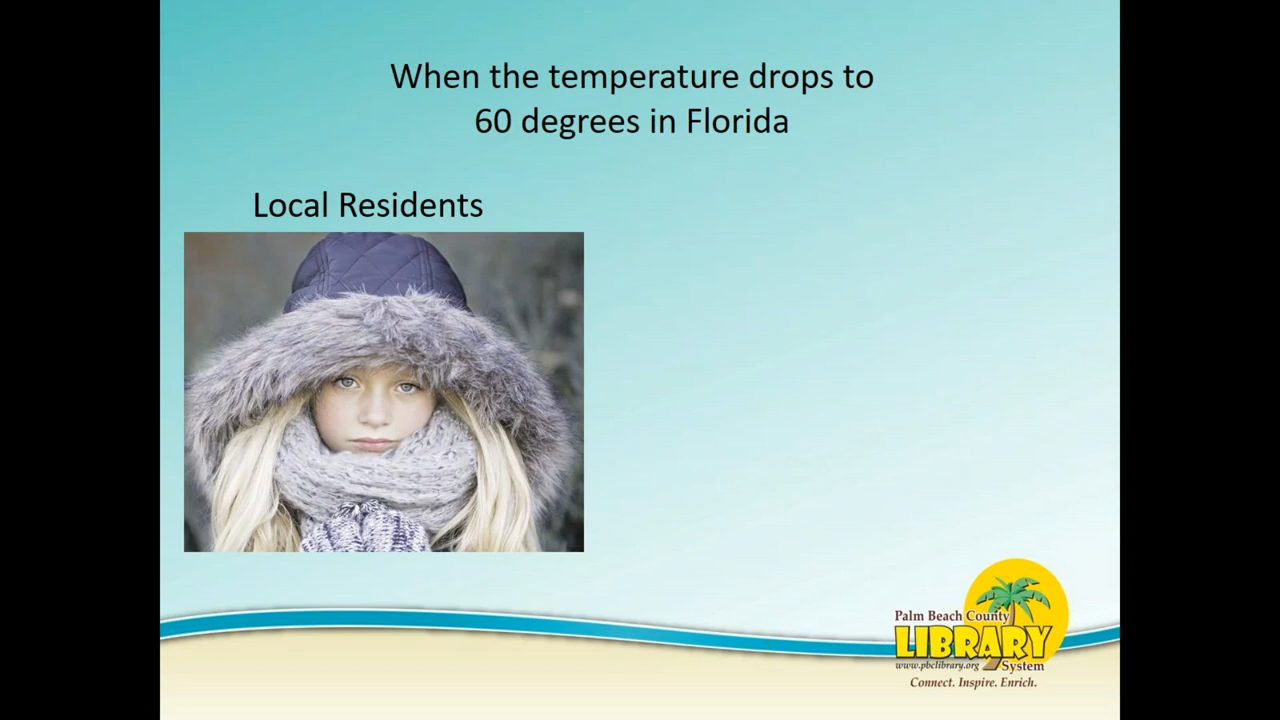 When the temperature drops to
60 degrees in Florida
Local Residents
Palm Beach County
LIBRARY
www.pbclibrary.org System
Connect. Inspire. Enrich.